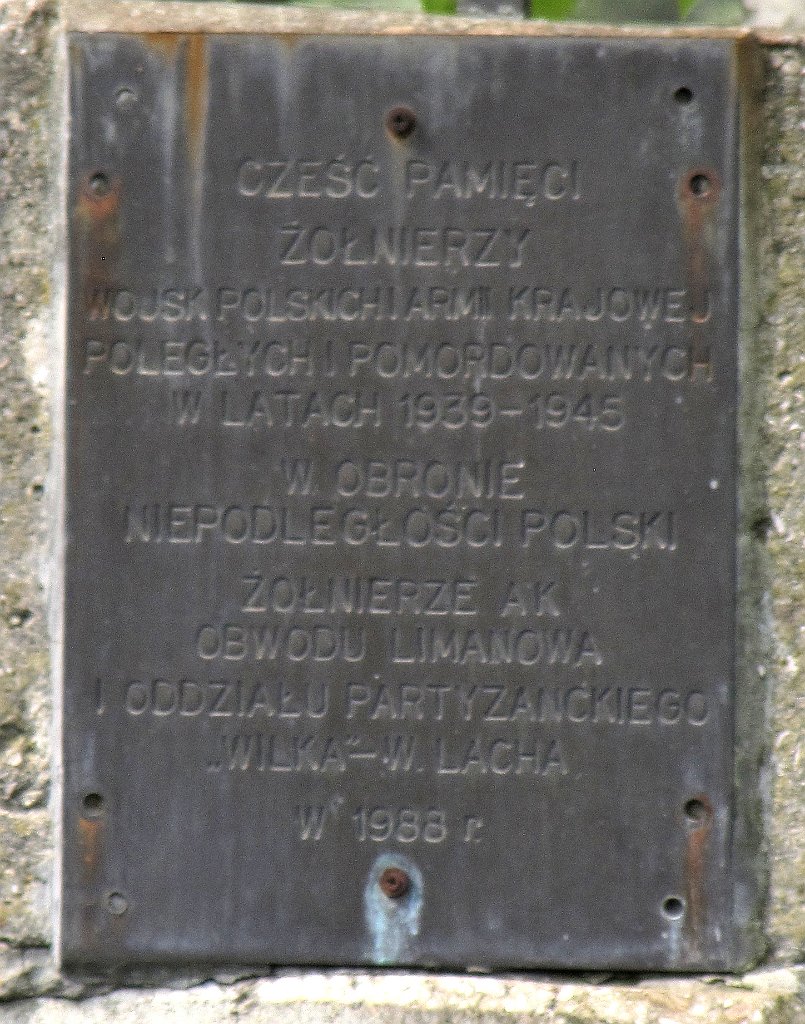 CZEŚĆ PAMIĘCI
ŻOŁNIERZY
WOJSK POLSKICH I ARMII KRAJOWEJ
POLEGŁYCH I POMORDOWANYCH
W LATACH 1939-1945
W OBRONIE
NIEPODLEGŁOŚCI POLSKI
ŻOŁNIERZE AK
OBWODU LIMANOWA
I ODDZIAŁU PARTYZANCKIEGO
„WILKA"-W. LACHA
W 1988 r.